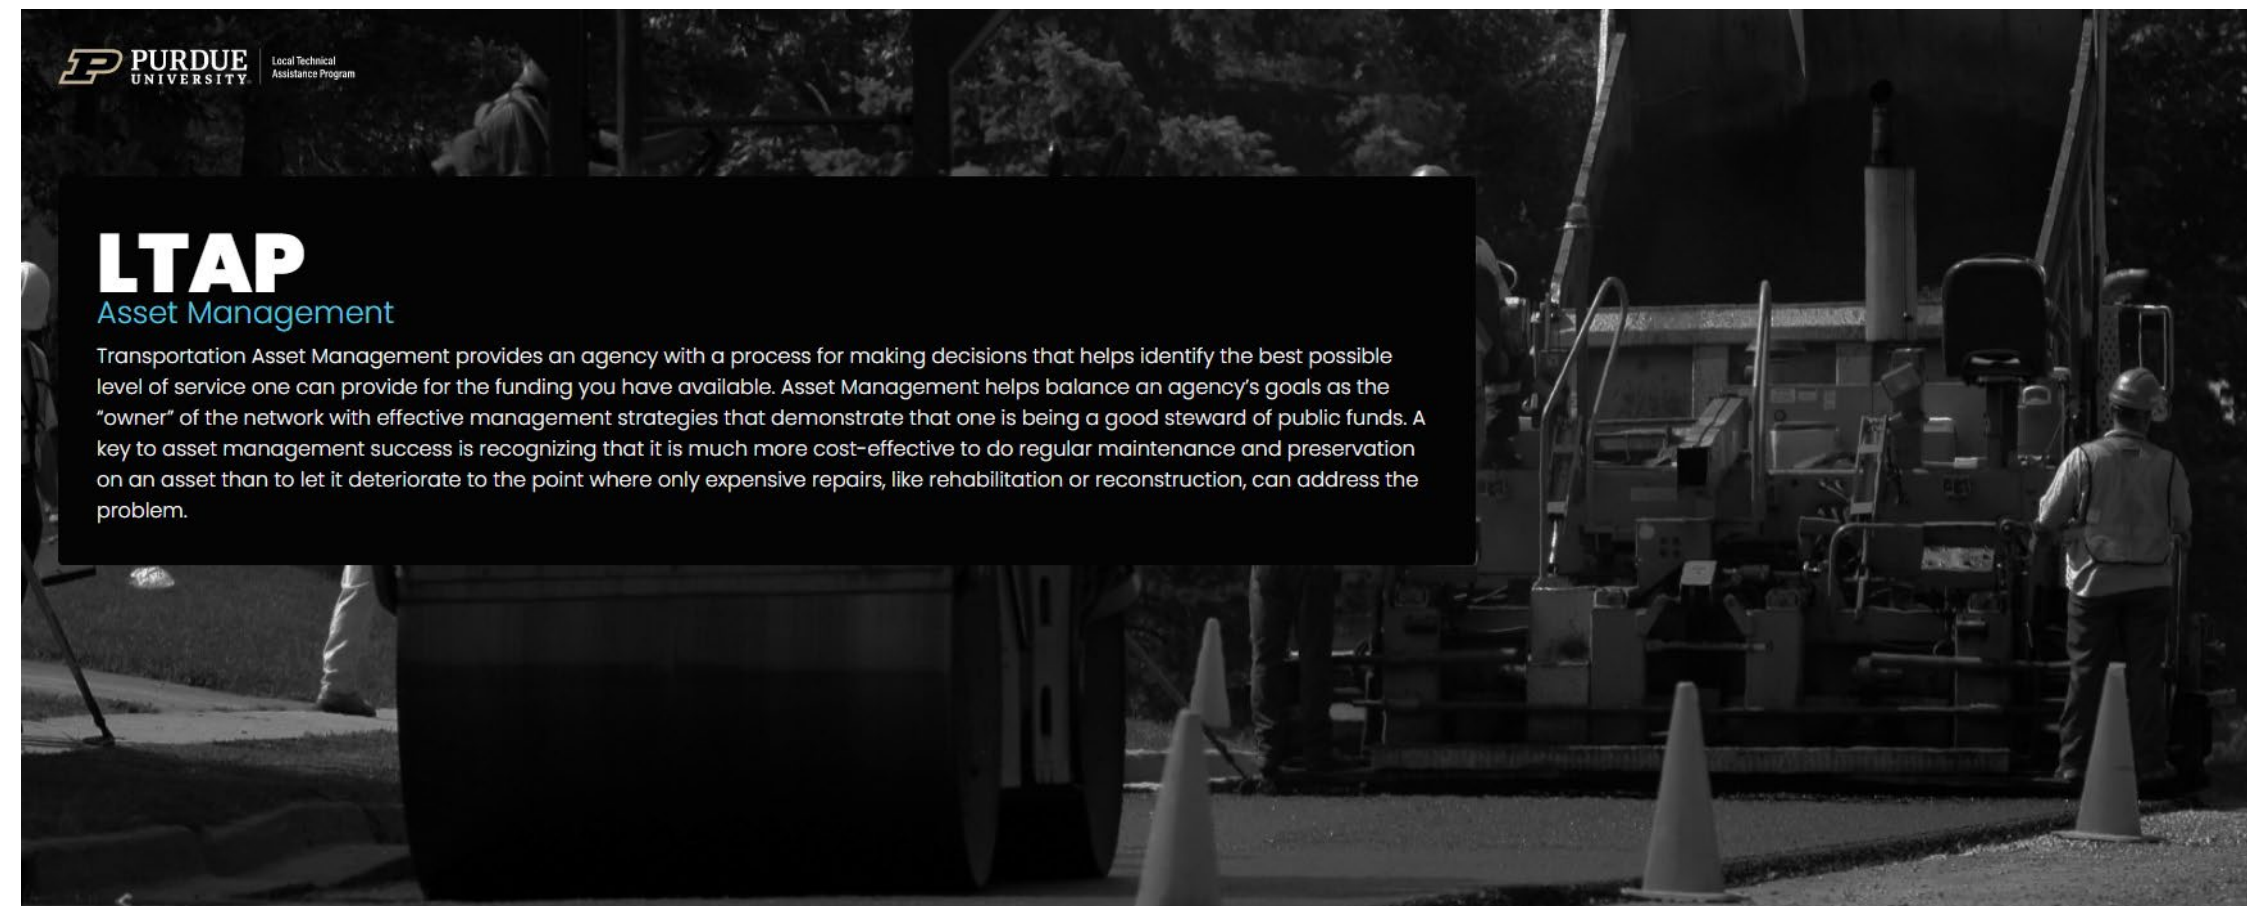 PURDUE
UNIVERSITY
Local Technical
Assistance Program
LTAP
Asset Management
Transportation Asset Management provides an agency with a process for making decisions that helps identify the best possible
level of service one can provide for the funding you have available. Asset Management helps balance an agency's goals as the
"owner" of the network with effective management strategies that demonstrate that one is being a good steward of public funds. A
key to asset management success is recognizing that it is much more cost-effective to do regular maintenance and preservation
on an asset than to let it deteriorate to the point where only expensive repairs, like rehabilitation or reconstruction, can address the
problem.